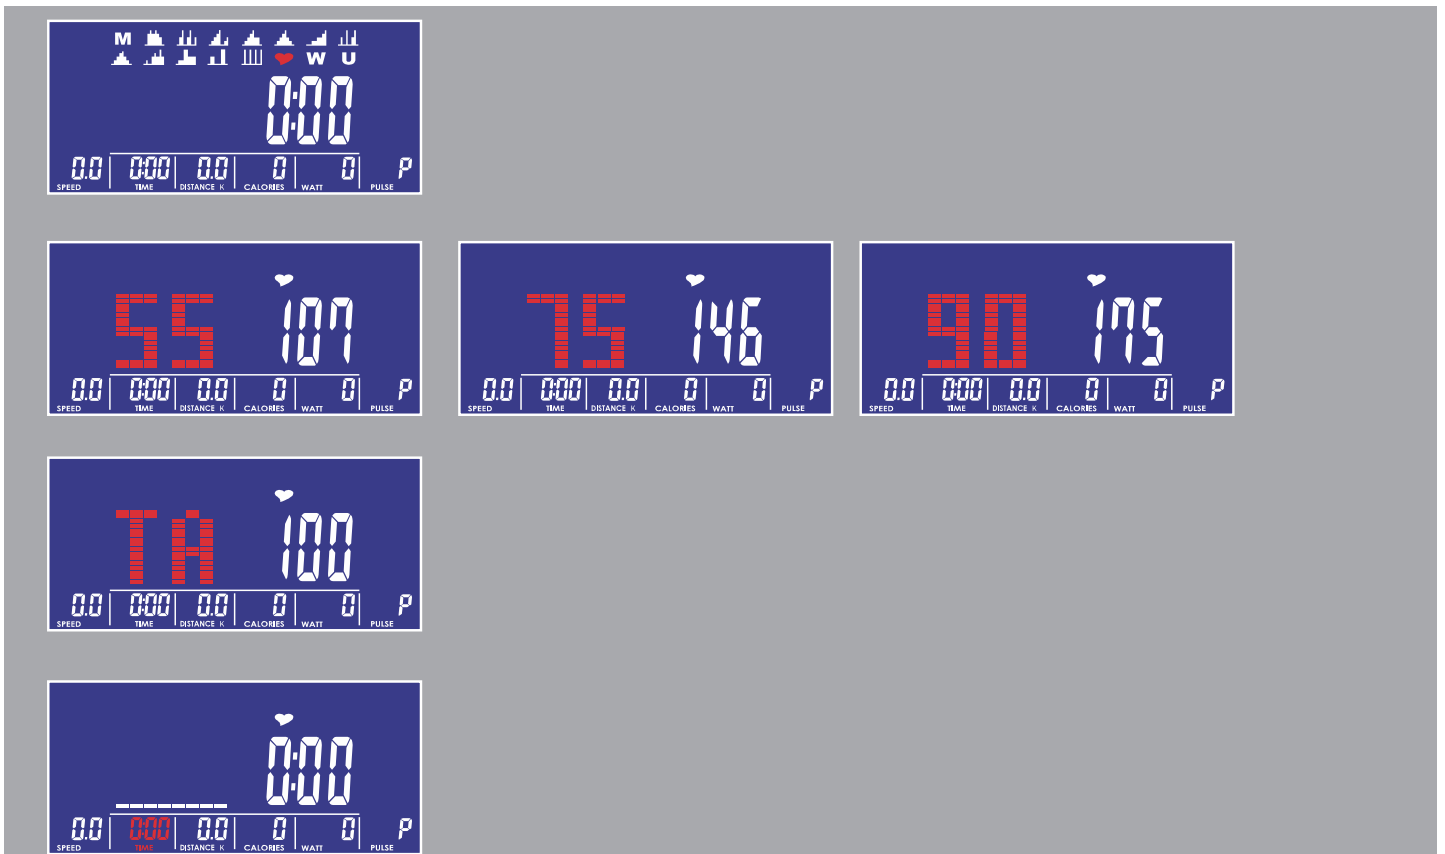 M
W U
0:00
0.0 0:00 0.0 0 0 P
SPEED TIME DISTANCE K CALORIES WATT PULSE
55 107
0.0 0:00 0.0 0 0 P
SPEED TIME DISTANCE K CALORIES WATT PULSE
75 146
0.0 0:00 0.0 0 0 P
SPEED TIME DISTANCE K CALORIES WATT PULSE
90 175
0.0 0:00 0.0 0 0 P
SPEED TIME DISTANCE K CALORIES WATT PULSE
TA 100
0.0 0:00 0.0 0 0 P
SPEED TIME DISTANCE K CALORIES WATT PULSE
0:00
0.0 0:00 0.0 0 0 P
SPEED TIME DISTANCE K CALORIES WATT PULSE